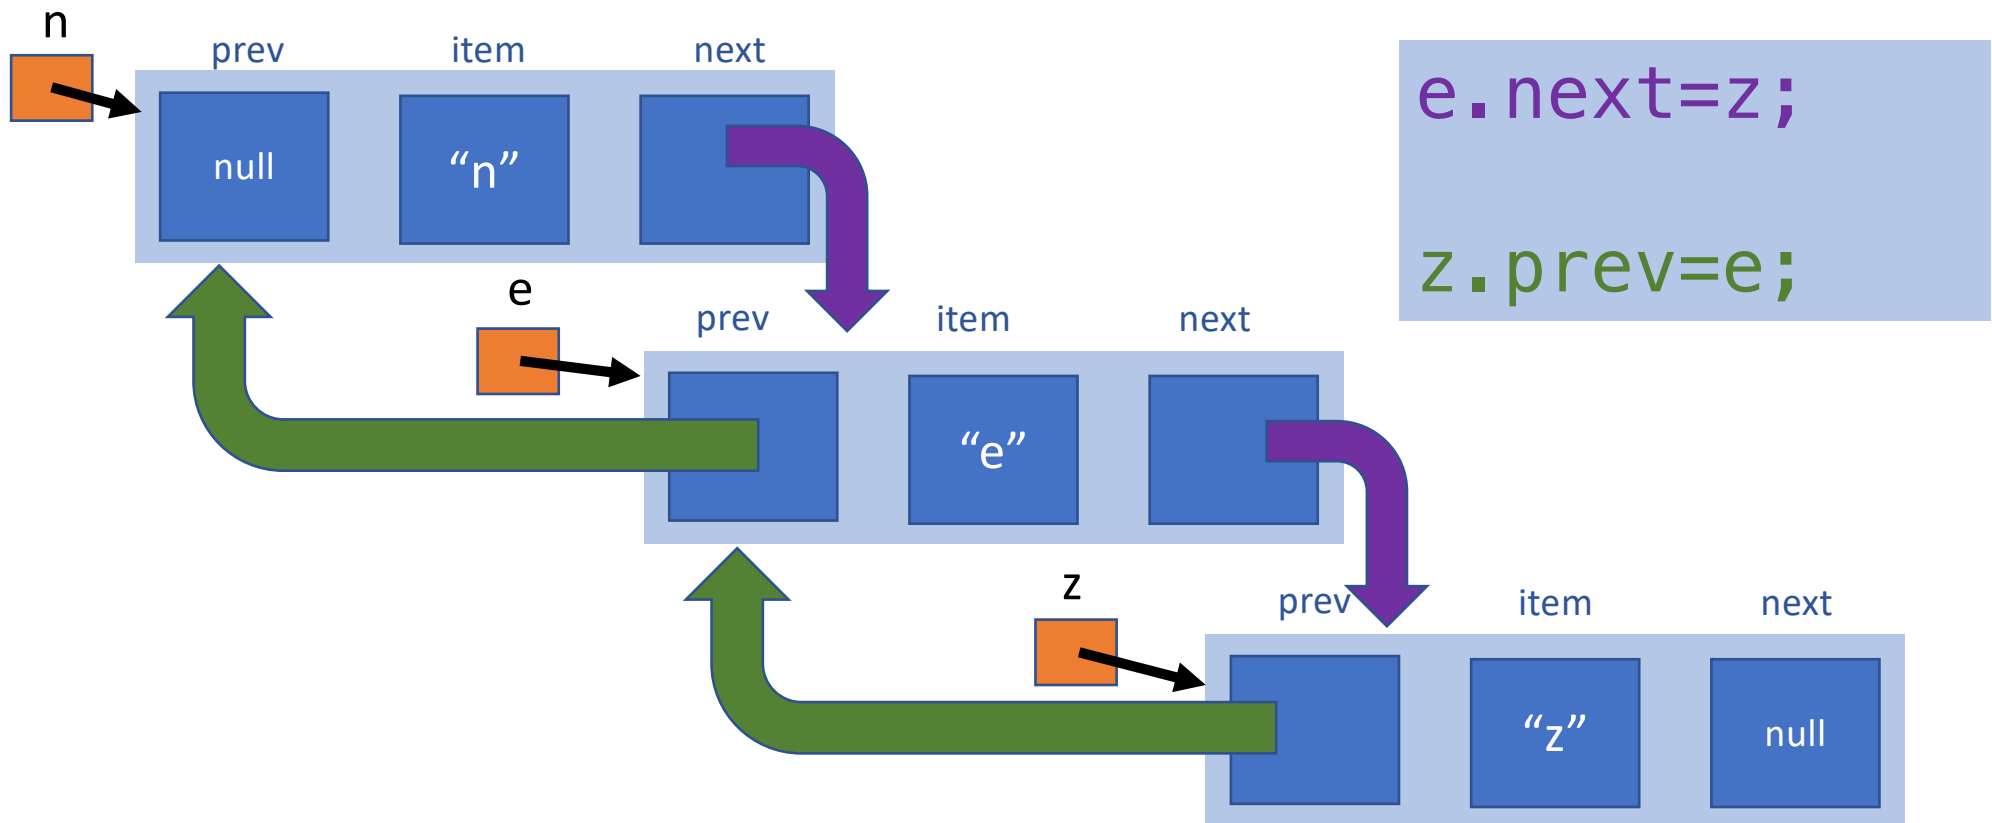 n
prev item next
null “n”
e.next=z;
z.prev=e;
e
prev item next
“e”
z
prev item next
“z” null